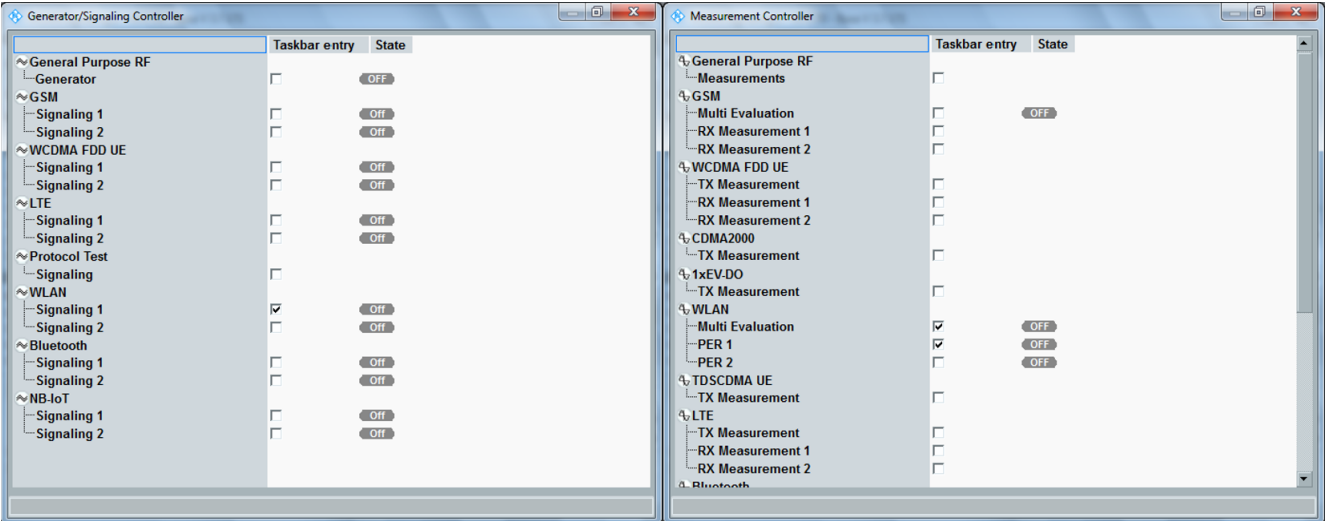 Generator/Signaling Controller
Taskbar entry State
General Purpose RF
Generator OFF
GSM
Signaling 1 Off
Signaling 2 Off
WCDMA FDD UE
Signaling 1 Off
Signaling 2 Off
LTE
Signaling 1 Off
Signaling 2 Off
Protocol Test
Signaling
WLAN
Signaling 1 Off
Signaling 2 Off
Bluetooth
Signaling 1 Off
Signaling 2 Off
NB-IoT
Signaling 1 Off
Signaling 2 Off
Measurement Controller
Taskbar entry State
General Purpose RF
Measurements
GSM
Multi Evaluation OFF
RX Measurement 1
RX Measurement 2
WCDMA FDD UE
TX Measurement
RX Measurement 1
RX Measurement 2
CDMA2000
TX Measurement
1xEV-DO
TX Measurement
WLAN
Multi Evaluation OFF
PER 1 OFF
PER 2 OFF
TDSCDMA UE
TX Measurement
LTE
TX Measurement
RX Measurement 1
RX Measurement 2
Bluetooth